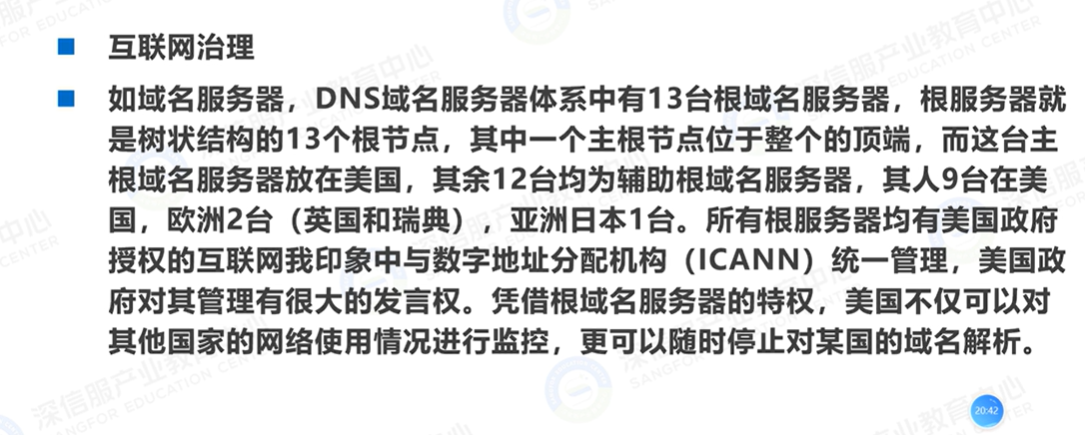 互联网治理
如域名服务器，DNS域名服务器体系中有13台根域名服务器，根服务器就
是树状结构的13个根节点，其中一个主根节点位于整个的顶端，而这台主
根域名服务器放在美国，其余12台均为辅助根域名服务器，其人9台在美
国，欧洲2台（英国和瑞典），亚洲日本1台。所有根服务器均有美国政府
授权的互联网我印象中与数字地址分配机构（ICANN）统一管理，美国政
府对其管理有很大的发言权。凭借根域名服务器的特权，美国不仅可以对
其他国家的网络使用情况进行监控，更可以随时停止对某国的域名解析。
深信服产业教育中心
SANGFOR EDUCATION CENTER
20:42